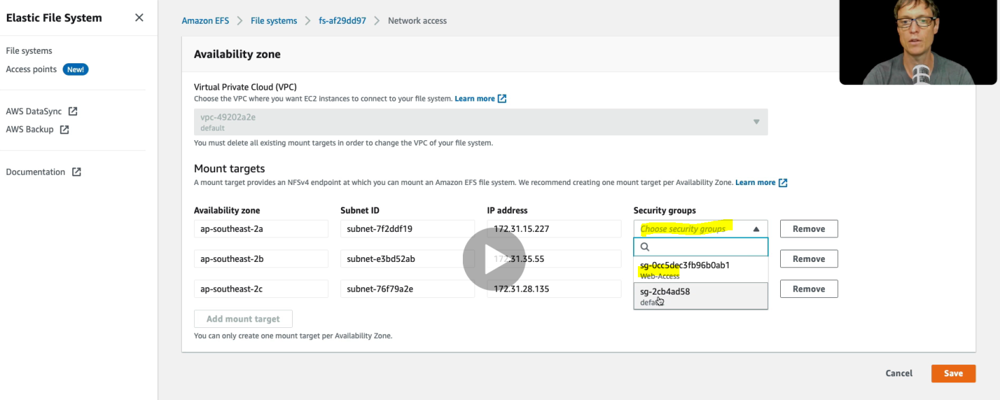 Elastic File System
File systems
Access points New!
AWS DataSync
AWS Backup
Documentation
Amazon EFS > File systems > fs-af29dd97 > Network access
Availability zone
Virtual Private Cloud (VPC)
Choose the VPC where you want EC2 instances to connect to your file system. Learn more
vpc-49202a2e
default
You must delete all existing mount targets in order to change the VPC of your file system.
Mount targets
A mount target provides an NFSv4 endpoint at which you can mount an Amazon EFS file system. We recommend creating one mount target per Availability Zone. Learn more
Availability zone Subnet ID IP address Security groups
ap-southeast-2a subnet-7f2ddf19 172.31.15.227 Choose security groups Remove
ap-southeast-2b subnet-e3bd52ab 172.31.35.55 Remove
sg-0cc5dec3fb96b0ab1
Web-Access
ap-southeast-2c subnet-76f79a2e 172.31.28.135 Remove
sg-2cb4ad58
default
Add mount target
You can only create one mount target per Availability Zone.
Cancel Save